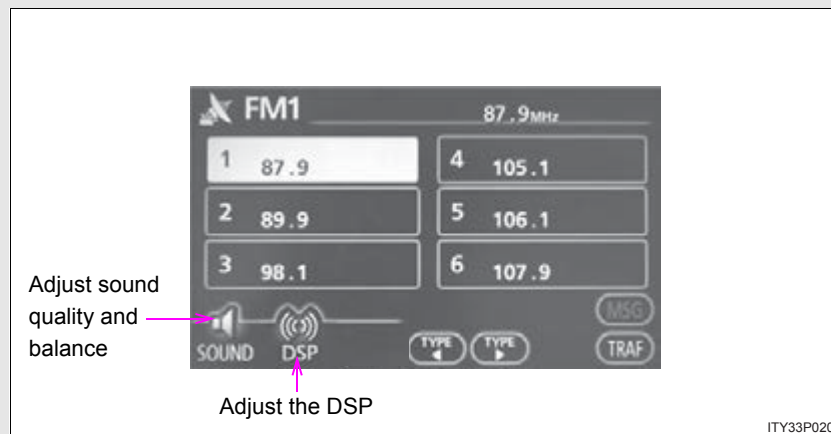 FM1 87.9MHz
1 87.9
2 89.9
3 98.1
4 105.1
5 106.1
6 107.9
MSG
SOUND DSP TYPE TYPE TRAF
Adjust sound
quality and
balance
Adjust the DSP
ITY33P020